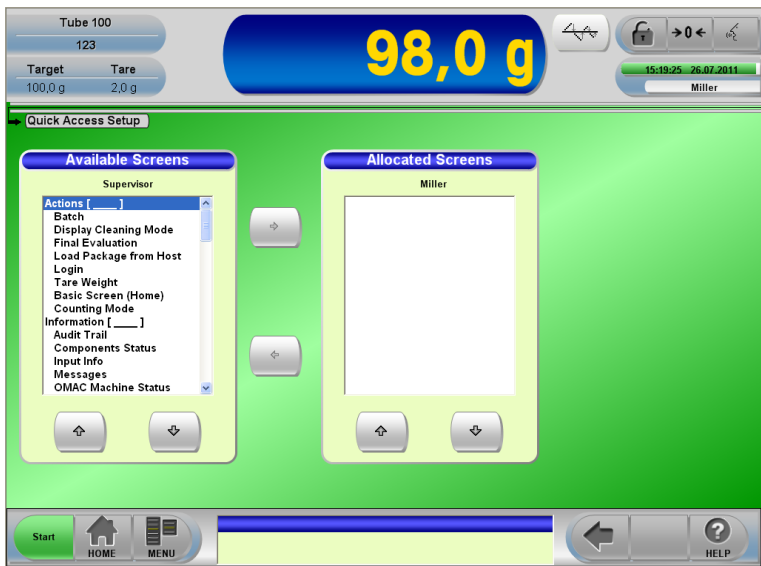 Tube 100
123
Target Tare
100,0 g 2,0 g
98,0 g
→0←
15:19:25 26.07.2011
Miller
Quick Access Setup
Available Screens
Supervisor
Actions [ ____ ]
Batch
Display Cleaning Mode
Final Evaluation
Load Package from Host
Login
Tare Weight
Basic Screen (Home)
Counting Mode
Information [ ____ ]
Audit Trail
Components Status
Input Info
Messages
OMAC Machine Status
Allocated Screens
Miller
Start
HOME
MENU
?
HELP